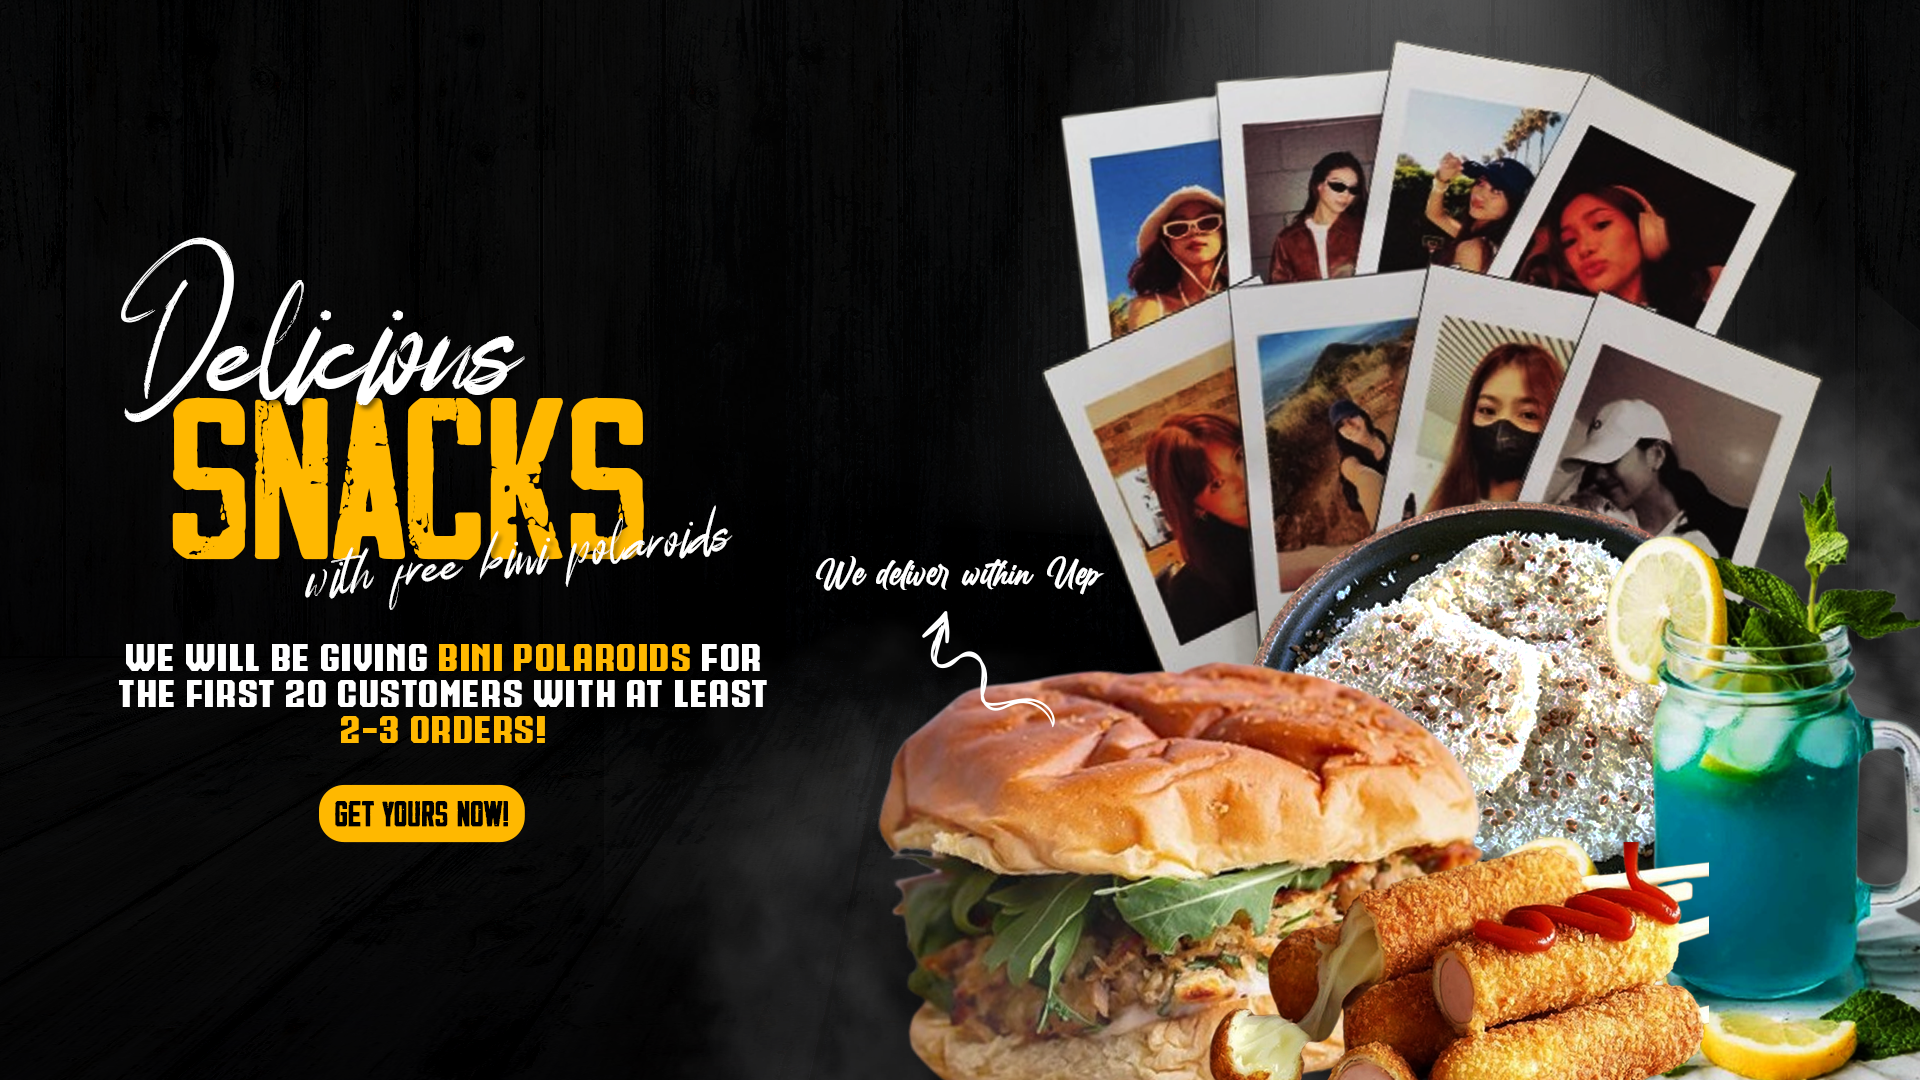 Delicious
SNACKS
with free bini polaroids
We deliver within Uep
WE WILL BE GIVING BINI POLAROIDS FOR
THE FIRST 20 CUSTOMERS WITH AT LEAST
2-3 ORDERS!
GET YOURS NOW!